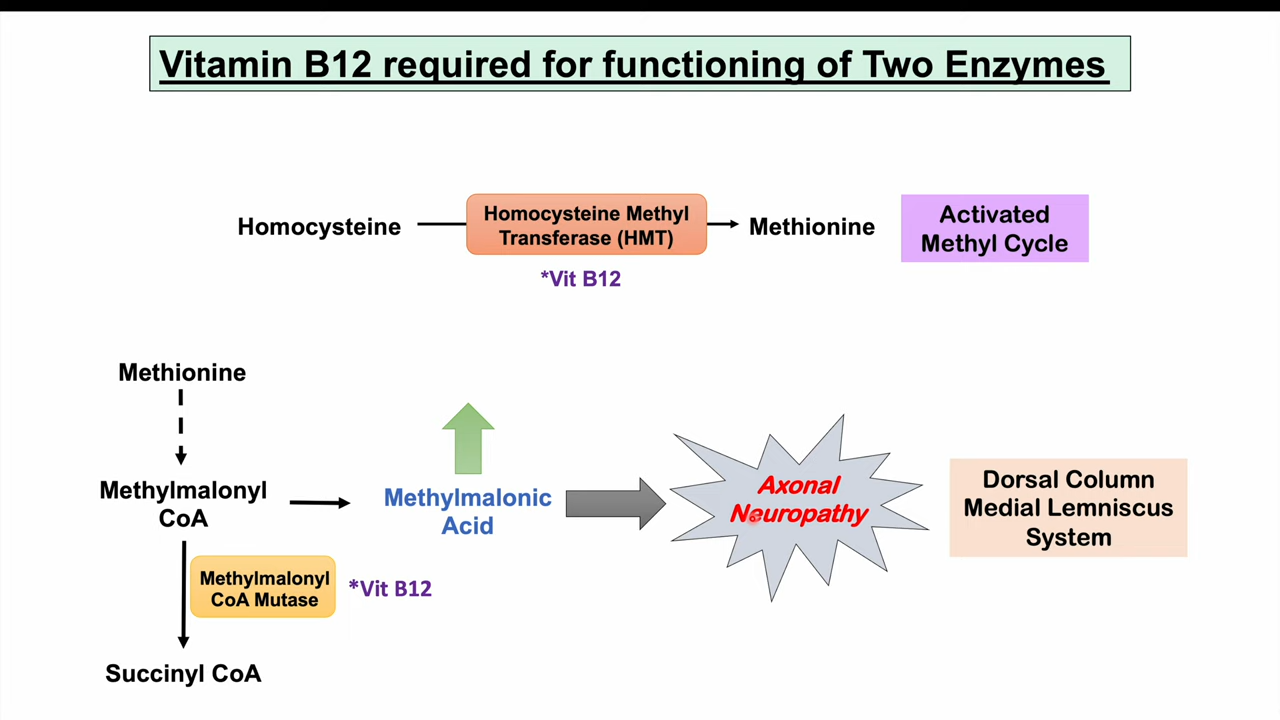 Vitamin B12 required for functioning of Two Enzymes
Homocysteine
Homocysteine Methyl
Transferase (HMT)
Methionine
Activated
Methyl Cycle
*Vit B12
Methionine
Methylmalonyl
CoA
Methylmalonic
Acid
Axonal
Neuropathy
Dorsal Column
Medial Lemniscus
System
Methylmalonyl
CoA Mutase
*Vit B12
Succinyl CoA